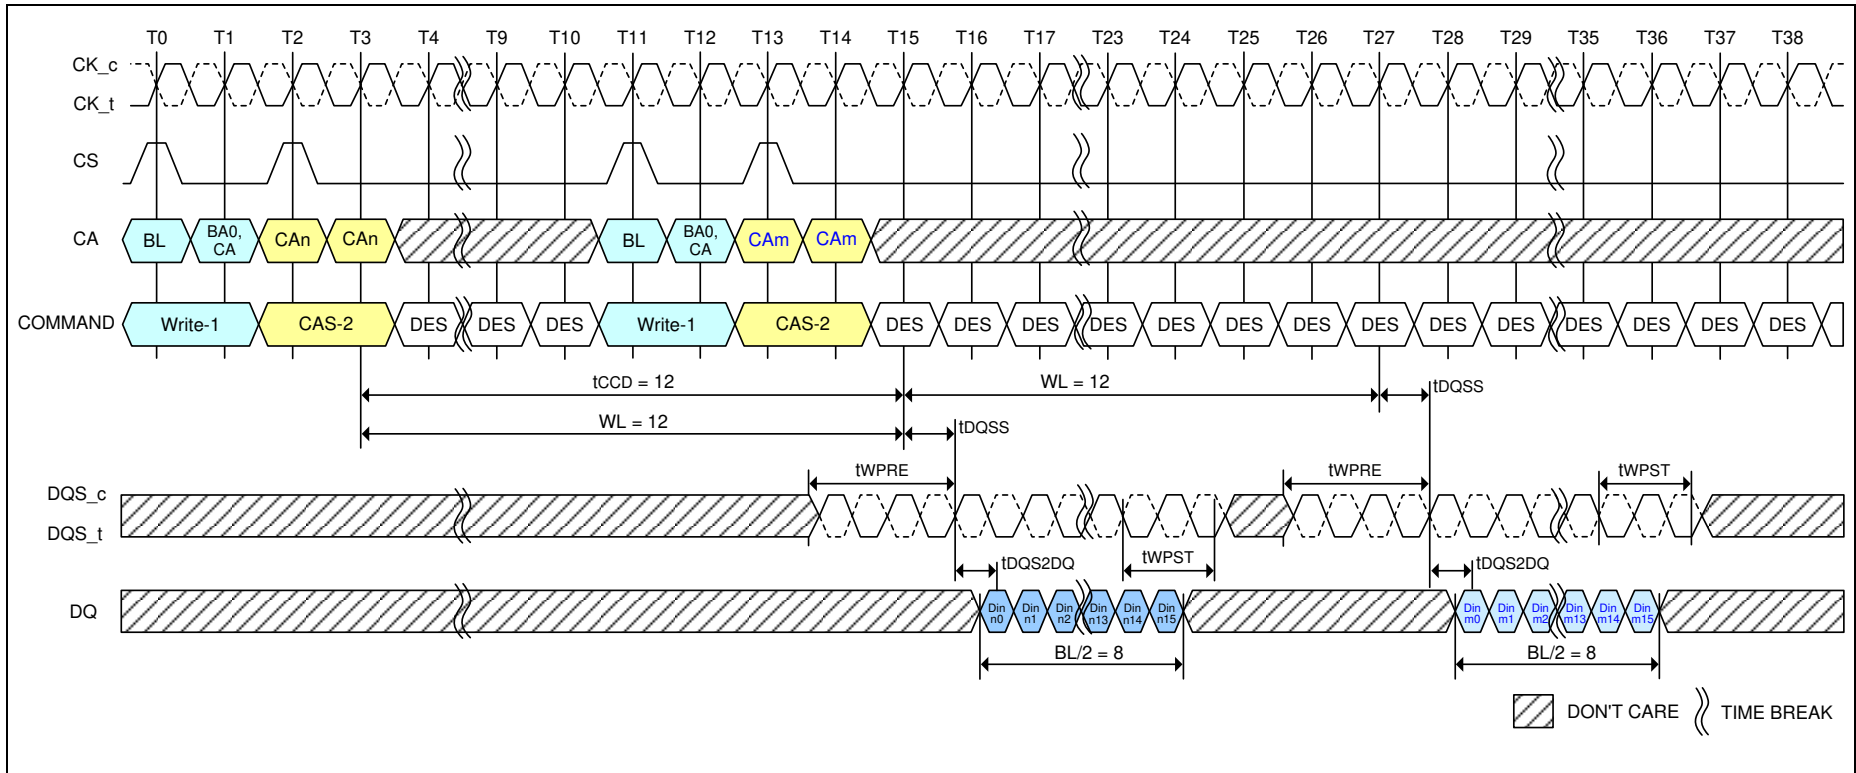 T0 T1 T2 T3 T4 T9 T10 T11 T12 T13 T14 T15 T16 T17 T23 T24 T25 T26 T27 T28 T29 T35 T36 T37 T38
CK_c
CK_t
CS
CA BL BA0, CA CAn CAn BL BA0, CA CAm CAm
COMMAND Write-1 CAS-2 DES DES DES Write-1 CAS-2 DES DES DES DES DES DES DES DES DES DES DES DES DES DES
tCCD = 12 WL = 12 tDQSS
WL = 12 tDQSS
tWPRE tWPRE tWPST
DQS_c
DQS_t
tWPST
tDQS2DQ tDQS2DQ
DQ Din n0 Din n1 Din n2 Din n13 Din n14 Din n15 Din m0 Din m1 Din m2 Din m13 Din m14 Din m15
BL/2 = 8 BL/2 = 8
DON'T CARE TIME BREAK